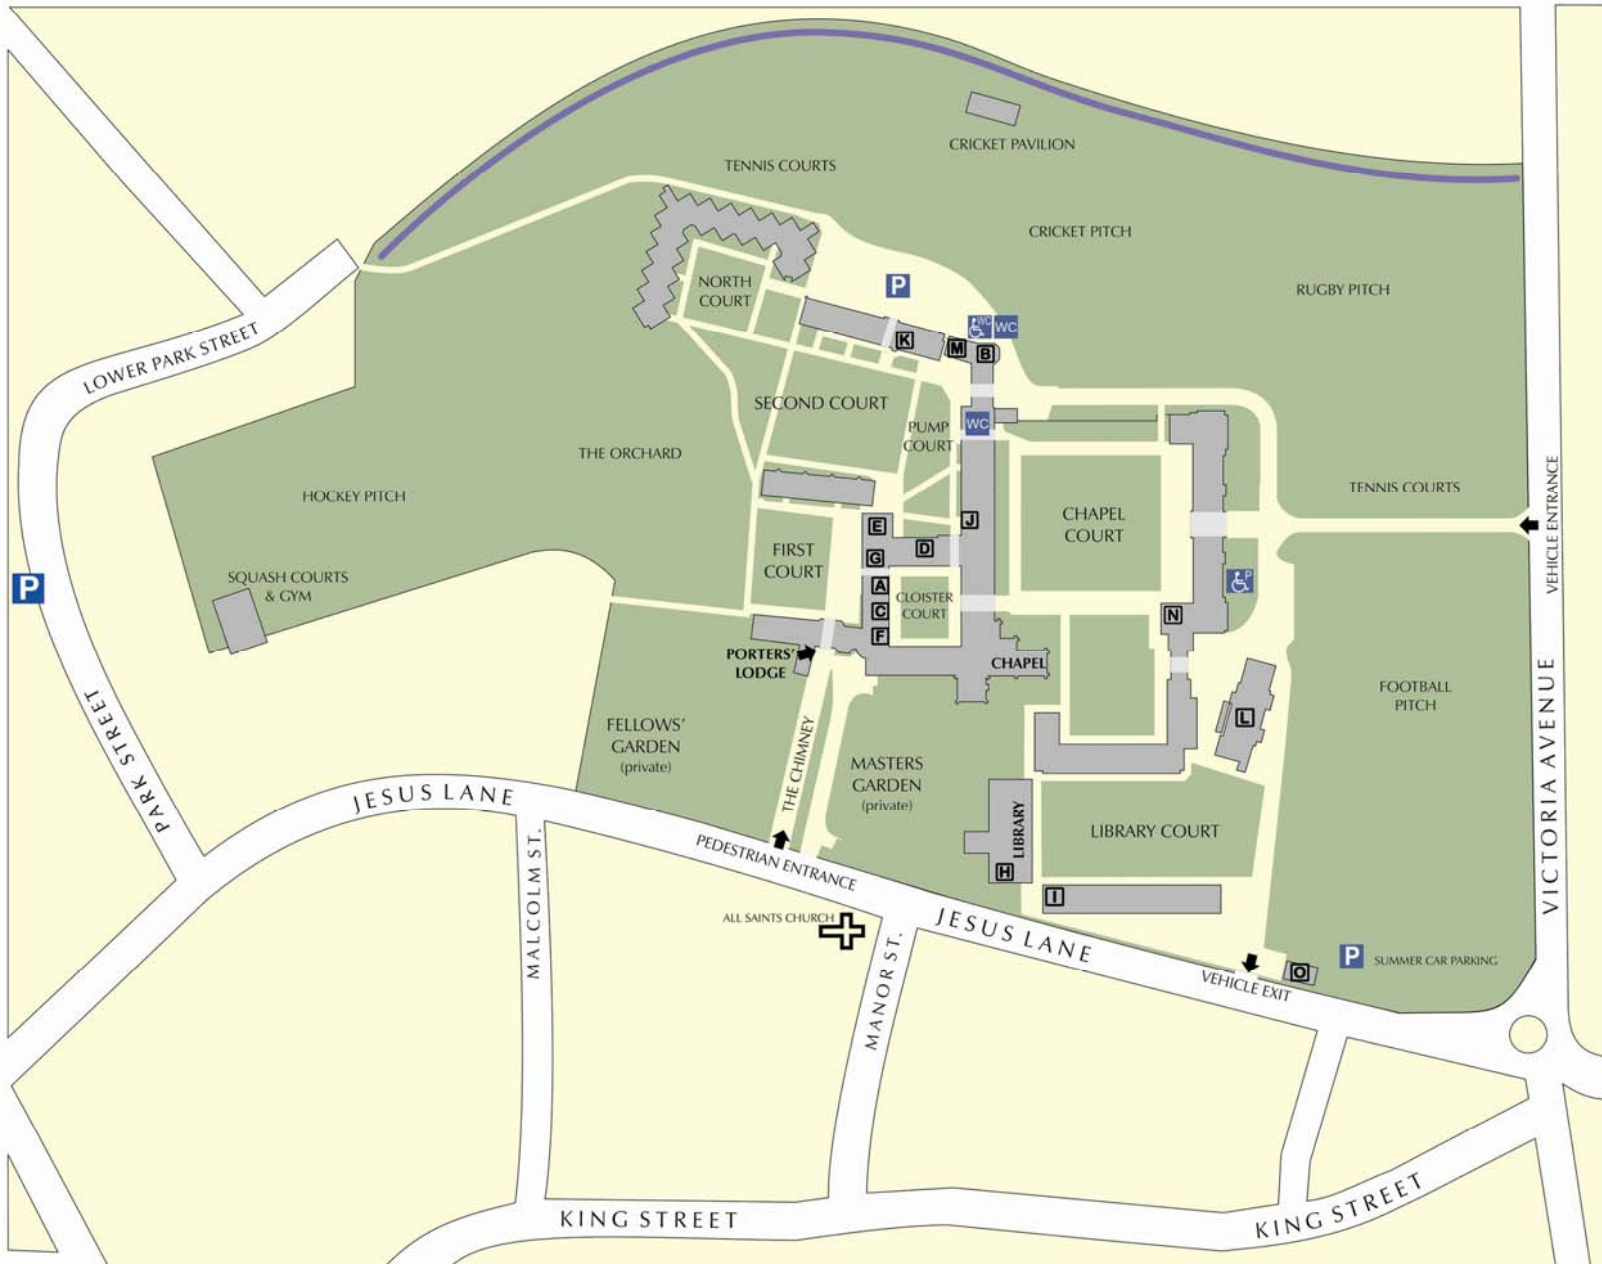 CRICKET PAVILION
TENNIS COURTS
CRICKET PITCH
NORTH
COURT
P
RUGBY PITCH
WC
WC
K
M
B
LOWER PARK STREET
SECOND COURT
WC
PUMP
COURT
THE ORCHARD
HOCKEY PITCH
TENNIS COURTS
VEHICLE ENTRANCE
CHAPEL
COURT
E
J
D
G
FIRST
COURT
SQUASH COURTS
& GYM
P
P
A
C
F
CLOISTER
COURT
N
PORTERS'
LODGE
CHAPEL
PARK STREET
FELLOWS'
GARDEN
(private)
THE CHIMNEY
MASTERS
GARDEN
(private)
L
FOOTBALL
PITCH
VICTORIA AVENUE
JESUS LANE
LIBRARY
H
LIBRARY COURT
I
PEDESTRIAN ENTRANCE
MALCOLM ST.
ALL SAINTS CHURCH
MANOR ST.
JESUS LANE
VEHICLE EXIT
O
P
SUMMER CAR PARKING
KING STREET
KING STREET